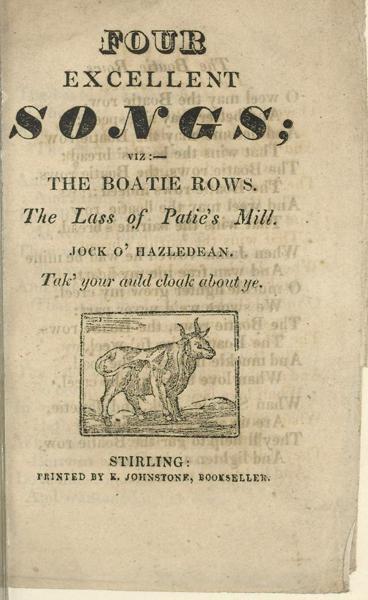 FOUR
EXCELLENT
SONGS;
VIZ:—
THE BOATIE ROWS.
The Lass of Patie's Mill.
JOCK O' HAZLEDEAN.
Tak' your auld cloak about ye.
STIRLING:
PRINTED BY E. JOHNSTONE, BOOKSELLER.